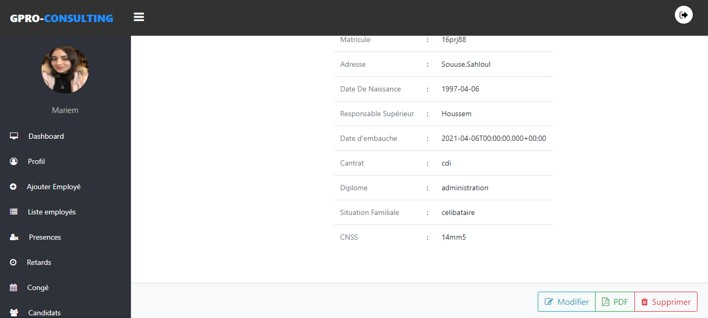 GPRO-CONSULTING
Mariem
Dashboard
Profil
Ajouter Employé
Liste employés
Presences
Retards
Congé
Candidats
Matricule : 16prj88
Adresse : Souuse,Sahloul
Date De Naissance : 1997-04-06
Responsable Supérieur : Houssem
Date d'embauche : 2021-04-06T00:00:00.000+00:00
Cantrat : cdi
Diplome : administration
Situation Familiale : celibataire
CNSS : 14mm5
Modifier PDF Supprimer